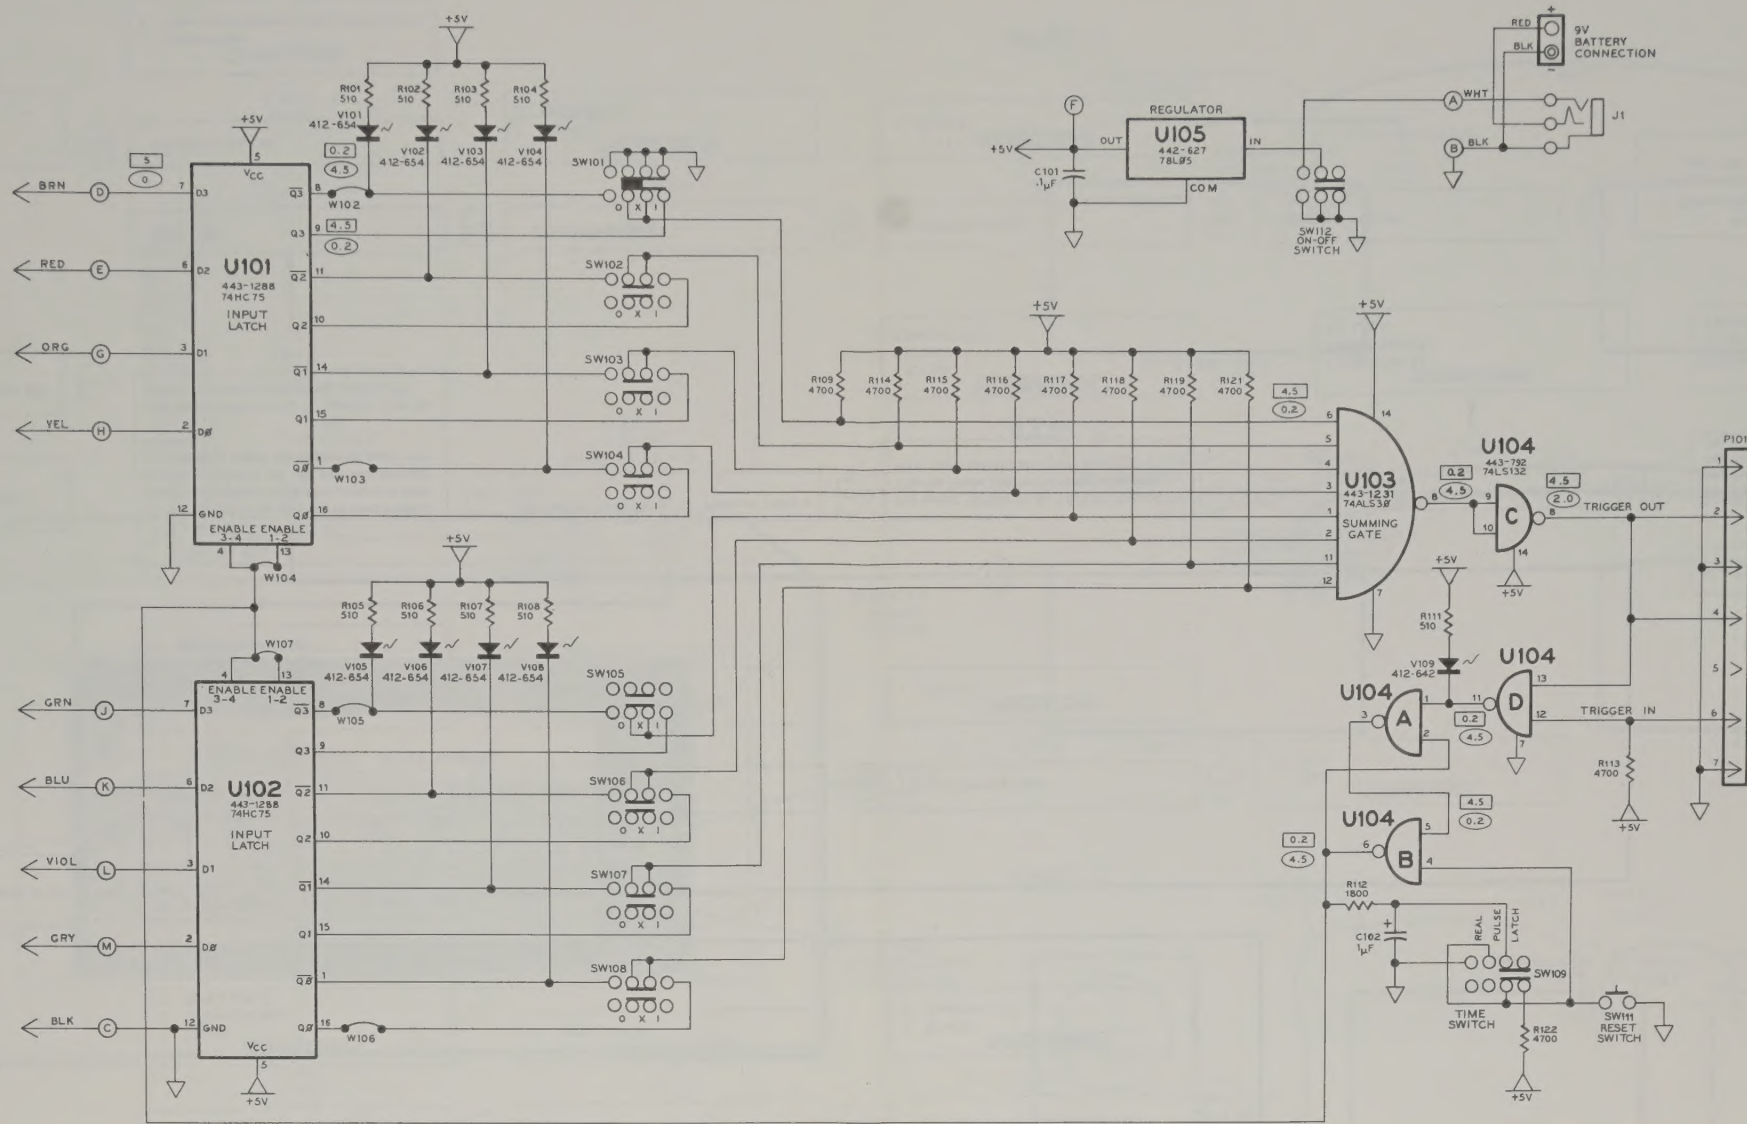 +5V
R101 510
R102 510
R103 510
R104 510
V101 412-654
V102 412-654
V103 412-654
V104 412-654
+5V
5
VCC
5
0
0.2
4.5
4.5
0.2
BRN D 7 D3
RED E 6 D2
ORG G 3 D1
YEL H 2 DØ
U101
443-1288
74HC75
INPUT
LATCH
Q3 8
W102
Q3 9
Q2 11
Q2 10
Q1 14
Q1 15
QØ 1
W103
QØ 16
12 GND
ENABLE ENABLE
3-4 1-2
4 13
W104
SW101
O X I
SW102
O X I
SW103
O X I
SW104
O X I
+5V
R105 510
R106 510
R107 510
R108 510
V105 412-654
V106 412-654
V107 412-654
V108 412-654
W107
4 13
ENABLE ENABLE
3-4 1-2
GRN J 7 D3
BLU K 6 D2
VIOL L 3 D1
GRY M 2 DØ
BLK C 12 GND
U102
443-1288
74HC75
INPUT
LATCH
Q3 8
W105
Q3 9
Q2 11
Q2 10
Q1 14
Q1 15
QØ 1
QØ 16
W106
VCC
5
+5V
SW105
O X I
SW106
O X I
SW107
O X I
SW108
O X I
F
+5V
OUT
C101
.1µF
REGULATOR
U105
442-627
78LØ5
IN
COM
SW112
ON-OFF
SWITCH
A WHT
B BLK
RED
BLK
+
-
9V
BATTERY
CONNECTION
J1
+5V
R109 4700
R114 4700
R115 4700
R116 4700
R117 4700
R118 4700
R119 4700
R121 4700
4.5
0.2
+5V
14
6
5
4
3
1
2
11
12
U103
443-1231
74ALS3Ø
SUMMING
GATE
8
7
0.2
4.5
U104
443-792
74LS132
9
10
C
8
14
+5V
4.5
2.0
TRIGGER OUT
P101
1
2
3
4
5
6
7
+5V
R111
510
V109
412-642
U104
D
13
12
11
7
TRIGGER IN
R113
4700
+5V
0.2
4.5
U104
A
1
2
3
4.5
0.2
U104
B
5
4
6
0.2
4.5
R112
1800
+
C102
1µF
REAL
PULSE
LATCH
SW109
TIME
SWITCH
R122
4700
+5V
SW111
RESET
SWITCH